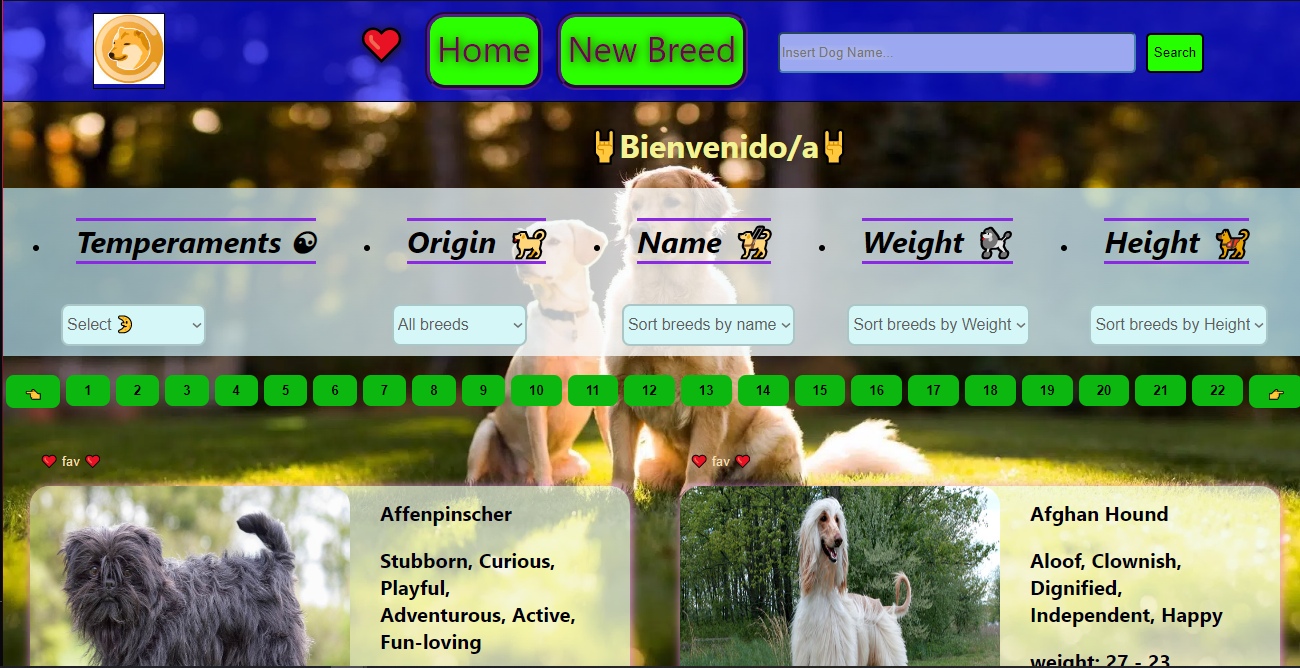 Home
New Breed
Insert Dog Name...
Search
🤘Bienvenido/a🤘
Temperaments ☯
Origin 🐕
Name 🐕‍🦺
Weight 🐩
Height 🐕‍🦺
Select 🌛
All breeds
Sort breeds by name
Sort breeds by Weight
Sort breeds by Height
👈 1 2 3 4 5 6 7 8 9 10 11 12 13 14 15 16 17 18 19 20 21 22 👉
❤️ fav ❤️
Affenpinscher
Stubborn, Curious,
Playful,
Adventurous, Active,
Fun-loving
❤️ fav ❤️
Afghan Hound
Aloof, Clownish,
Dignified,
Independent, Happy
weight: 27 - 23